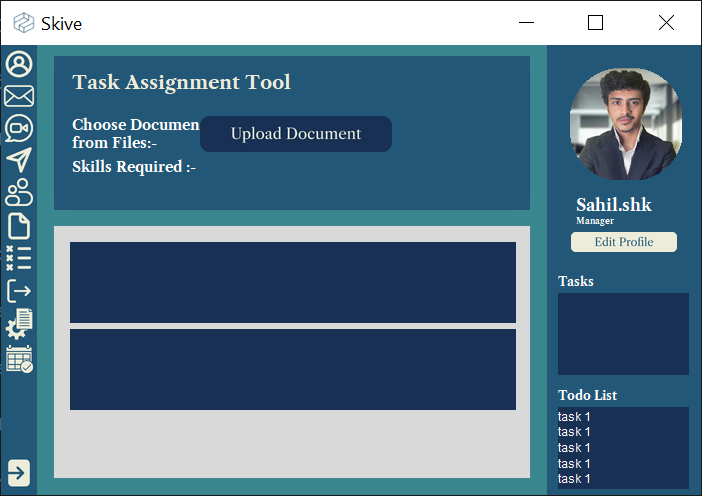 Skive
Task Assignment Tool
Choose Documen
from Files:-
Upload Document
Skills Required :-
Sahil.shk
Manager
Edit Profile
Tasks
Todo List
task 1
task 1
task 1
task 1
task 1